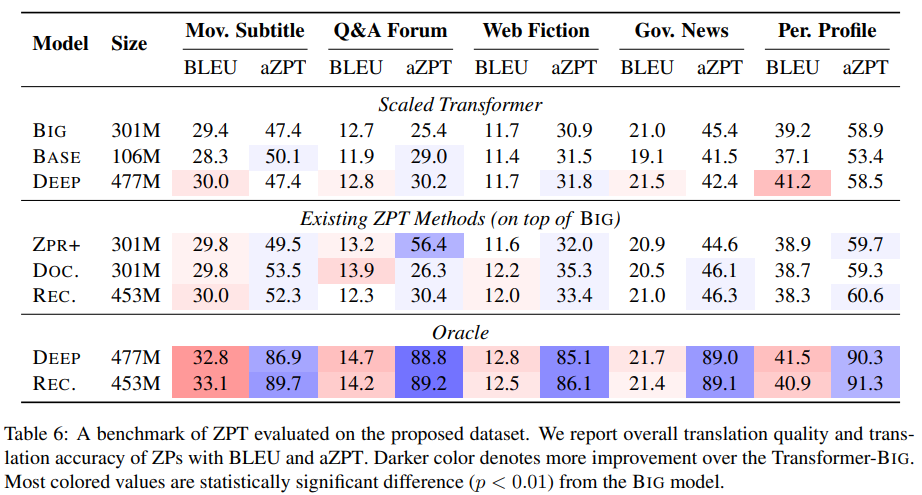 Model Size Mov. Subtitle Q&A Forum Web Fiction Gov. News Per. Profile
BLEU aZPT BLEU aZPT BLEU aZPT BLEU aZPT BLEU aZPT
Scaled Transformer
BIG 301M 29.4 47.4 12.7 25.4 11.7 30.9 21.0 45.4 39.2 58.9
BASE 106M 28.3 50.1 11.9 29.0 11.4 31.5 19.1 41.5 37.1 53.4
DEEP 477M 30.0 47.4 12.8 30.2 11.7 31.8 21.5 42.4 41.2 58.5
Existing ZPT Methods (on top of BIG)
ZPR+ 301M 29.8 49.5 13.2 56.4 11.6 32.0 20.9 44.6 38.9 59.7
DOC. 301M 29.8 53.5 13.9 26.3 12.2 35.3 20.5 46.1 38.7 59.3
REC. 453M 30.0 52.3 12.3 30.4 12.0 33.4 21.0 46.3 38.3 60.6
Oracle
DEEP 477M 32.8 86.9 14.7 88.8 12.8 85.1 21.7 89.0 41.5 90.3
REC. 453M 33.1 89.7 14.2 89.2 12.5 86.1 21.4 89.1 40.9 91.3
Table 6: A benchmark of ZPT evaluated on the proposed dataset. We report overall translation quality and tran-
slation accuracy of ZPs with BLEU and aZPT. Darker color denotes more improvement over the Transformer-BIG.
Most colored values are statistically significant difference (p < 0.01) from the BIG model.